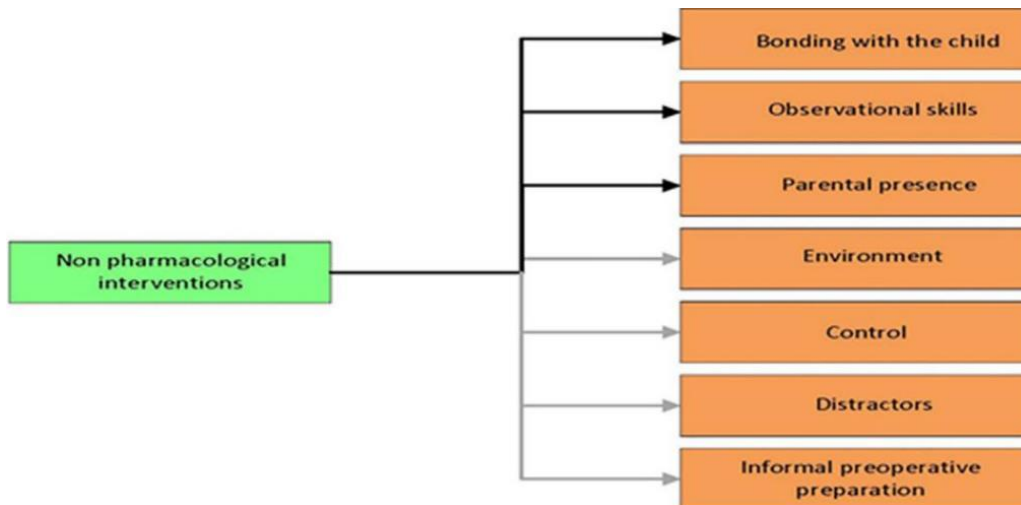 Bonding with the child
Observational skills
Parental presence
Non pharmacological
interventions
Environment
Control
Distractors
Informal preoperative
preparation